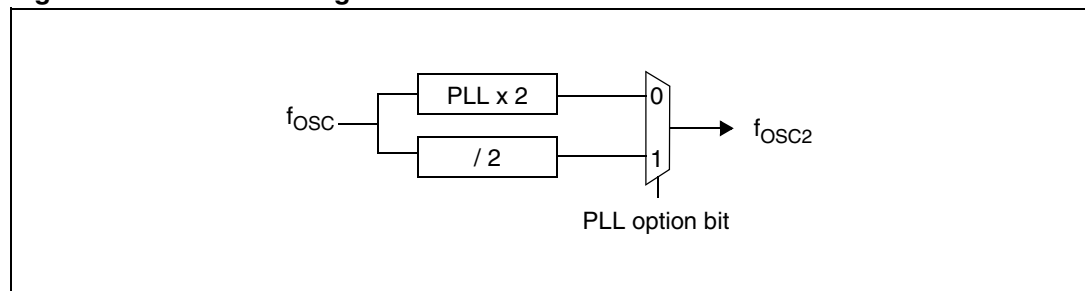 PLL x 2
0
fOSC
fOSC2
/ 2
1
PLL option bit